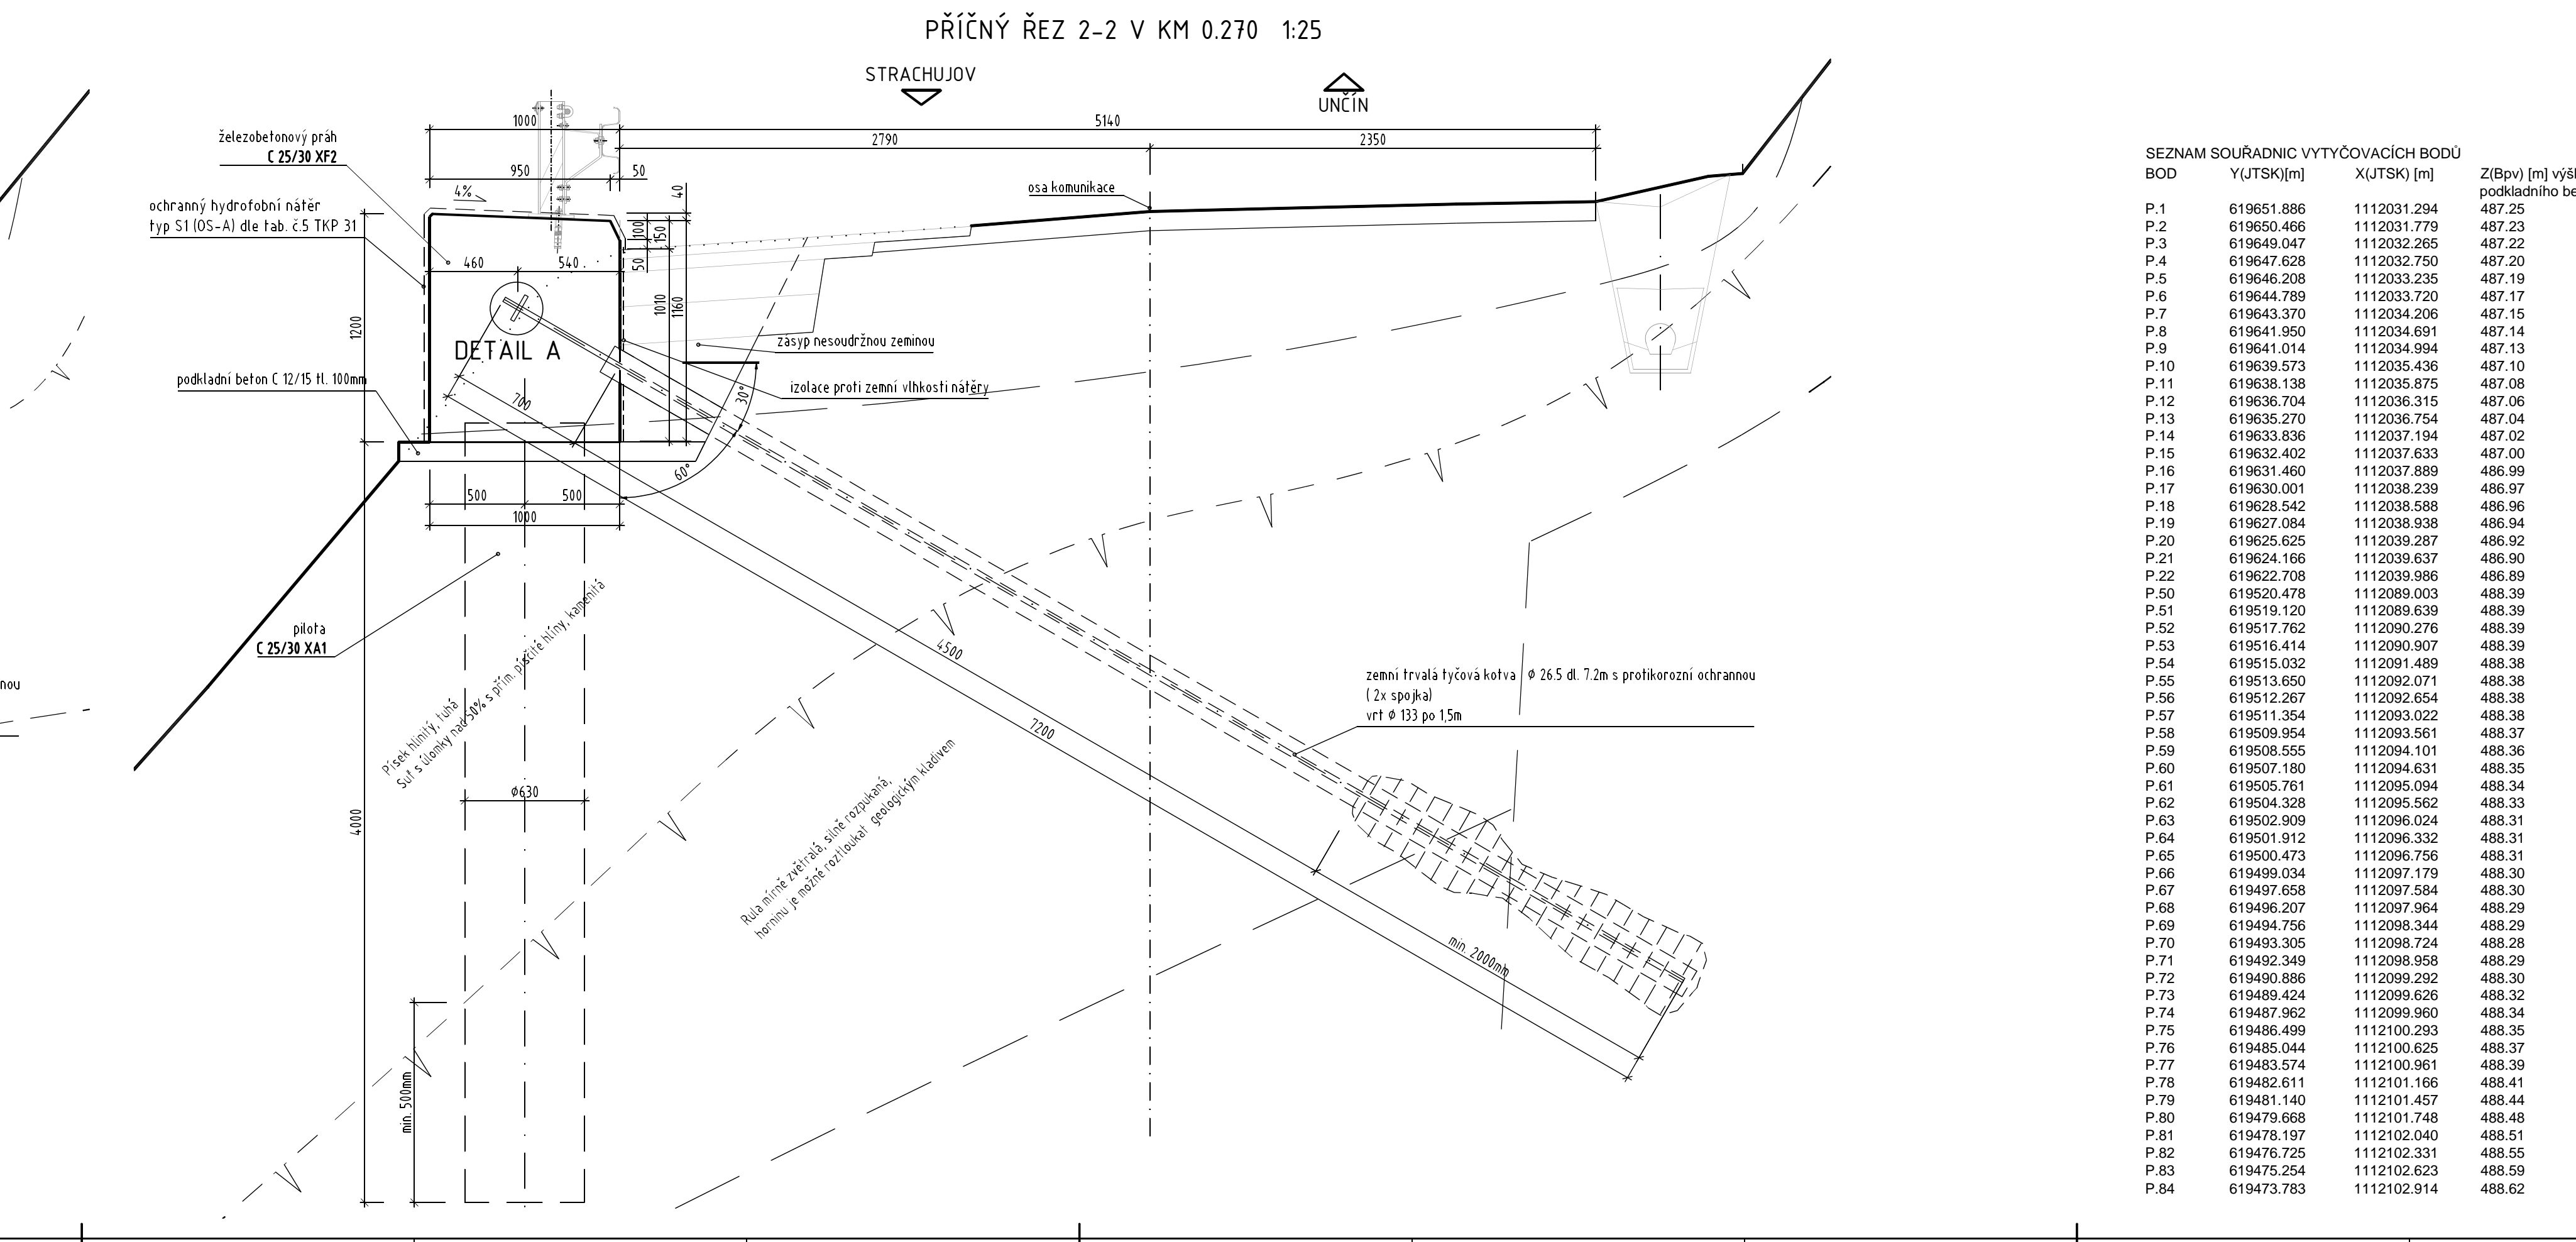 PŘÍČNÝ ŘEZ 2-2 V KM 0.270 1:25
STRACHUJOV
UNČÍN
1000
5140
2790
2350
950
50
4%
40
železobetonový práh
C 25/30 XF2
ochranný hydrofobní nátěr
typ S1 (OS-A) dle tab. č.5 TKP 31
osa komunikace
100
150
50
460
540
1010
1160
1200
DETAIL A
zásyp nesoudržnou zeminou
izolace proti zemní vlhkosti nátěry
podkladní beton C 12/15 tl. 100mm
700
30°
60°
500
500
1000
pilota
C 25/30 XA1
Písek hlinitý, tuhá
Suť s úlomky nad 50% s přím. písčité hlíny, kamenitá
4500
7200
zemní trvalá tyčová kotva ϕ 26.5 dl. 7.2m s protikorozní ochrannou
( 2x spojka)
vrt ϕ 133 po 1,5m
nou
ϕ630
4000
Rula mírně zvětralá, silně rozpukaná,
horninu je možné roztloukat geologickým kladivem
min. 2000mm
min. 500mm
SEZNAM SOUŘADNIC VYTYČOVACÍCH BODŮ
BOD Y(JTSK)[m] X(JTSK) [m] Z(Bpv) [m] výšk
podkladního be
P.1 619651.886 1112031.294 487.25
P.2 619650.466 1112031.779 487.23
P.3 619649.047 1112032.265 487.22
P.4 619647.628 1112032.750 487.20
P.5 619646.208 1112033.235 487.19
P.6 619644.789 1112033.720 487.17
P.7 619643.370 1112034.206 487.15
P.8 619641.950 1112034.691 487.14
P.9 619641.014 1112034.994 487.13
P.10 619639.573 1112035.436 487.10
P.11 619638.138 1112035.875 487.08
P.12 619636.704 1112036.315 487.06
P.13 619635.270 1112036.754 487.04
P.14 619633.836 1112037.194 487.02
P.15 619632.402 1112037.633 487.00
P.16 619631.460 1112037.889 486.99
P.17 619630.001 1112038.239 486.97
P.18 619628.542 1112038.588 486.96
P.19 619627.084 1112038.938 486.94
P.20 619625.625 1112039.287 486.92
P.21 619624.166 1112039.637 486.90
P.22 619622.708 1112039.986 486.89
P.50 619520.478 1112089.003 488.39
P.51 619519.120 1112089.639 488.39
P.52 619517.762 1112090.276 488.39
P.53 619516.414 1112090.907 488.39
P.54 619515.032 1112091.489 488.38
P.55 619513.650 1112092.071 488.38
P.56 619512.267 1112092.654 488.38
P.57 619511.354 1112093.022 488.38
P.58 619509.954 1112093.561 488.37
P.59 619508.555 1112094.101 488.36
P.60 619507.180 1112094.631 488.35
P.61 619505.761 1112095.094 488.34
P.62 619504.328 1112095.562 488.33
P.63 619502.909 1112096.024 488.31
P.64 619501.912 1112096.332 488.31
P.65 619500.473 1112096.756 488.31
P.66 619499.034 1112097.179 488.30
P.67 619497.658 1112097.584 488.30
P.68 619496.207 1112097.964 488.29
P.69 619494.756 1112098.344 488.29
P.70 619493.305 1112098.724 488.28
P.71 619492.349 1112098.958 488.29
P.72 619490.886 1112099.292 488.30
P.73 619489.424 1112099.626 488.32
P.74 619487.962 1112099.960 488.34
P.75 619486.499 1112100.293 488.35
P.76 619485.044 1112100.625 488.37
P.77 619483.574 1112100.961 488.39
P.78 619482.611 1112101.166 488.41
P.79 619481.140 1112101.457 488.44
P.80 619479.668 1112101.748 488.48
P.81 619478.197 1112102.040 488.51
P.82 619476.725 1112102.331 488.55
P.83 619475.254 1112102.623 488.59
P.84 619473.783 1112102.914 488.62